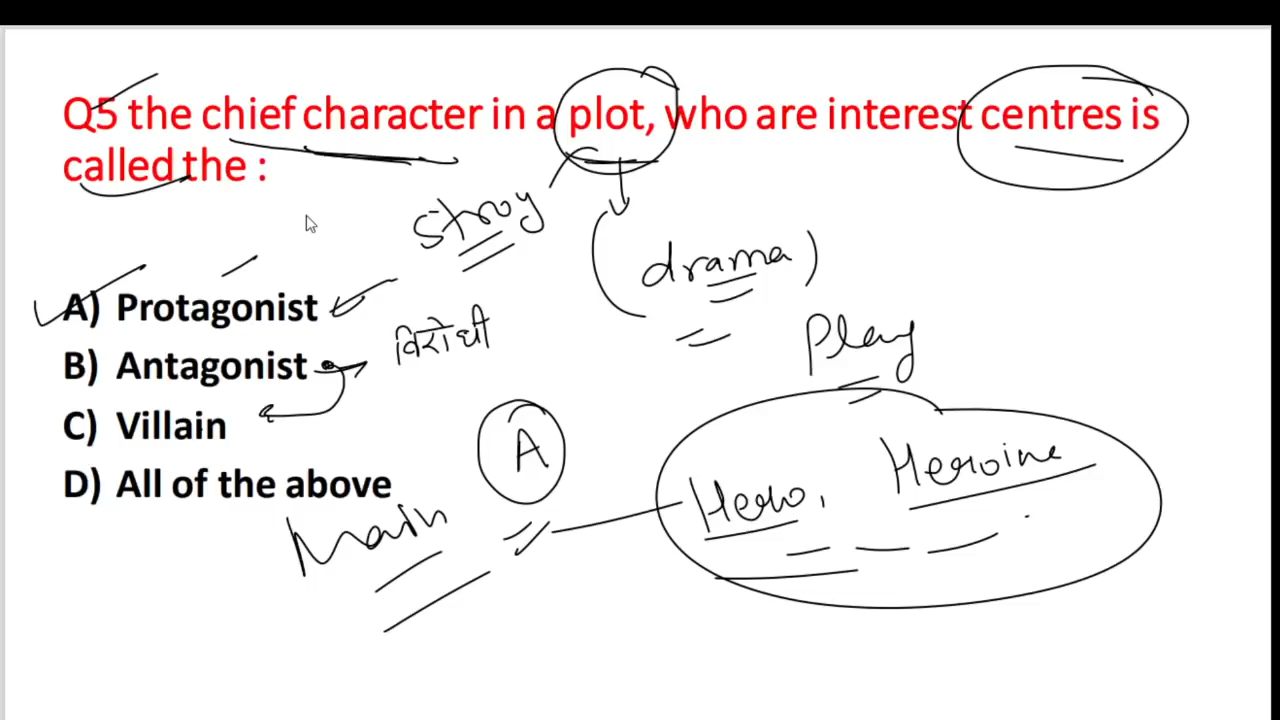 Q5 the chief character in a plot, who are interest centres is
called the :
Stroy
drama)
A) Protagonist
विरोधी
Play
B) Antagonist
C) Villain
A
Heroine
D) All of the above
Hero,
Main